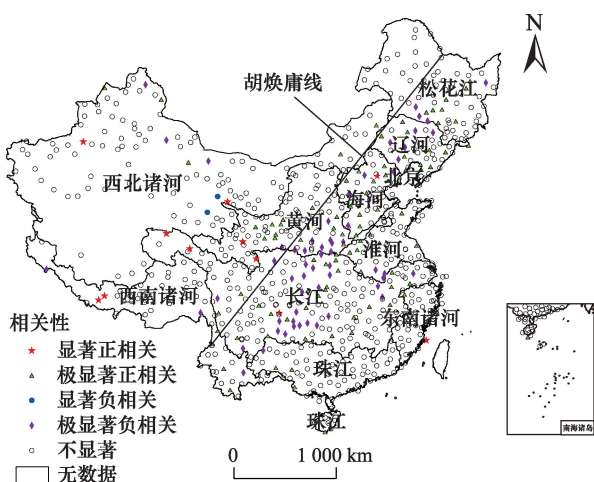 N
胡焕庸线
松花江
辽河
北京
海河
西北诸河
黄河
淮河
西南诸河
长江
东南诸河
珠江
珠江
相关性
显著正相关
极显著正相关
显著负相关
极显著负相关
不显著
无数据
0 1 000 km
南海诸岛